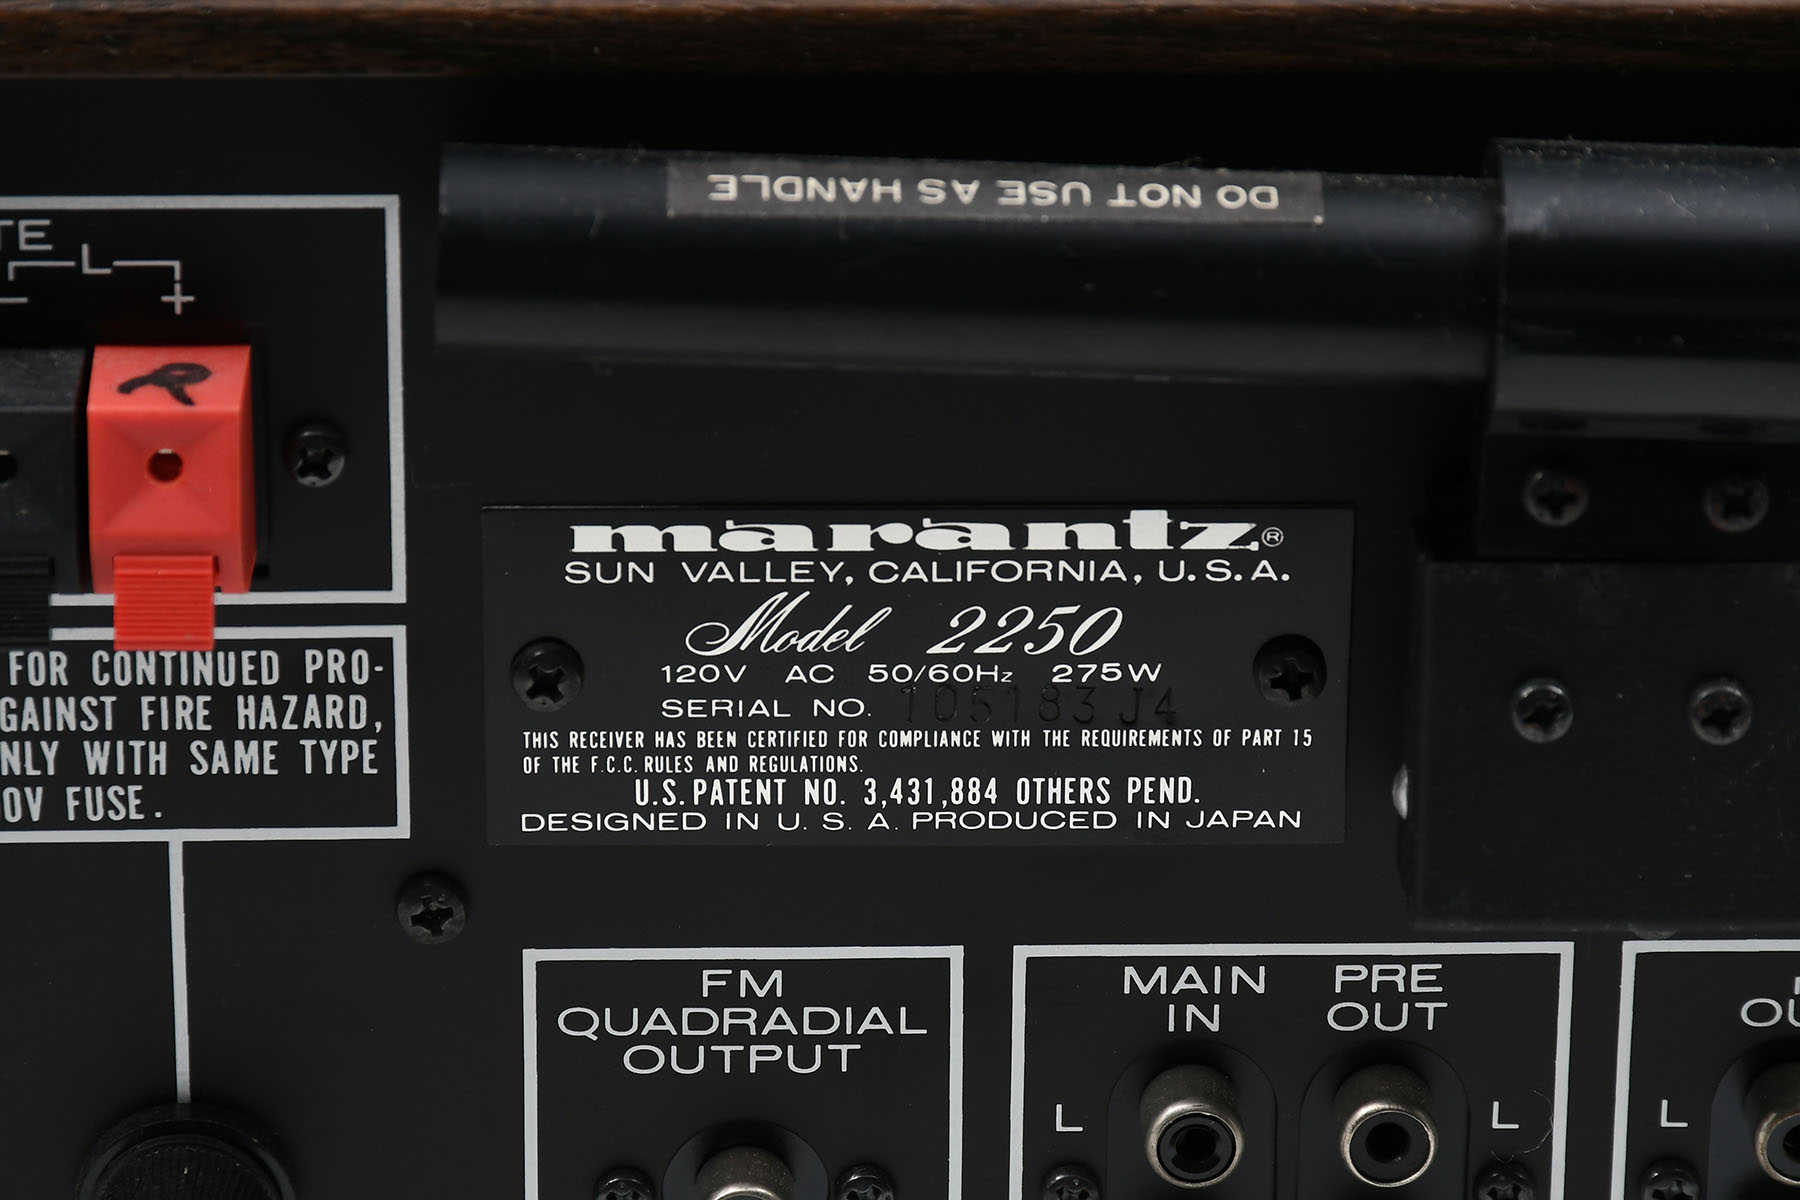 DO NOT USE AS HANDLE
TE
L
- +
R
FOR CONTINUED PRO-
GAINST FIRE HAZARD,
NLY WITH SAME TYPE
0V FUSE.
marantz®
SUN VALLEY, CALIFORNIA, U.S.A.
Model 2250
120V AC 50/60Hz 275W
SERIAL NO. 105183 J4
THIS RECEIVER HAS BEEN CERTIFIED FOR COMPLIANCE WITH THE REQUIREMENTS OF PART 15
OF THE F.C.C. RULES AND REGULATIONS.
U.S. PATENT NO. 3,431,884 OTHERS PEND.
DESIGNED IN U. S. A. PRODUCED IN JAPAN
FM
QUADRADIAL
OUTPUT
MAIN
IN
PRE
OUT
L
L
OU
L